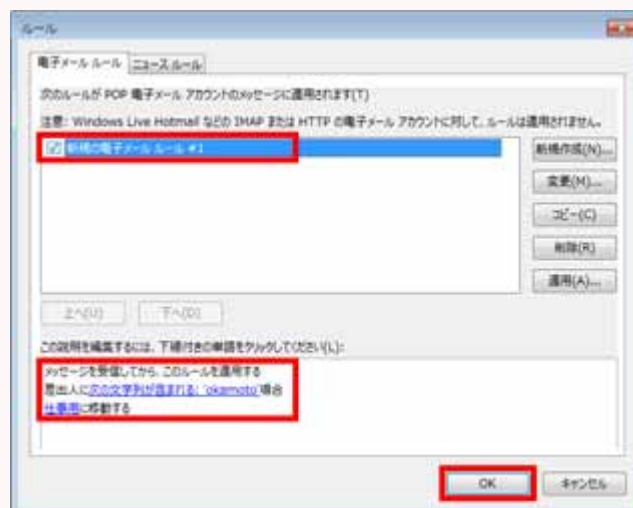 ルール
電子メール ルール ニュース ルール
次のルールが POP 電子メール アカウントのメッセージに適用されます(T)
注意: Windows Live Hotmail などの IMAP または HTTP の電子メール アカウントに対して、ルールは適用されません。
新規の電子メール ルール #1
新規作成(N)...
変更(M)...
コピー(C)
削除(R)
適用(A)...
上へ(U) 下へ(D)
この説明を編集するには、下線付きの単語をクリックしてください(L):
メッセージを受信してから、このルールを適用する
差出人に次の文字列が含まれる: 'okamoto'場合
仕事用に移動する
OK キャンセル